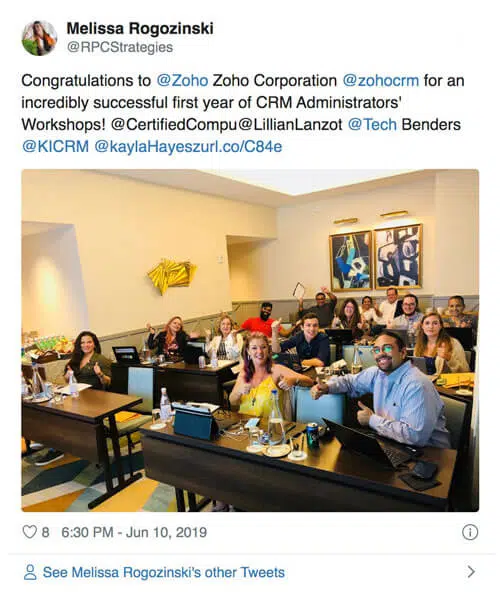 Melissa Rogozinski
@RPCStrategies
Congratulations to @Zoho Zoho Corporation @zohocrm for an
incredibly successful first year of CRM Administrators'
Workshops! @CertifiedCompu@LillianLanzot @Tech Benders
@KICRM @kaylaHayeszurl.co/C84e
8 6:30 PM - Jun 10, 2019
See Melissa Rogozinski's other Tweets